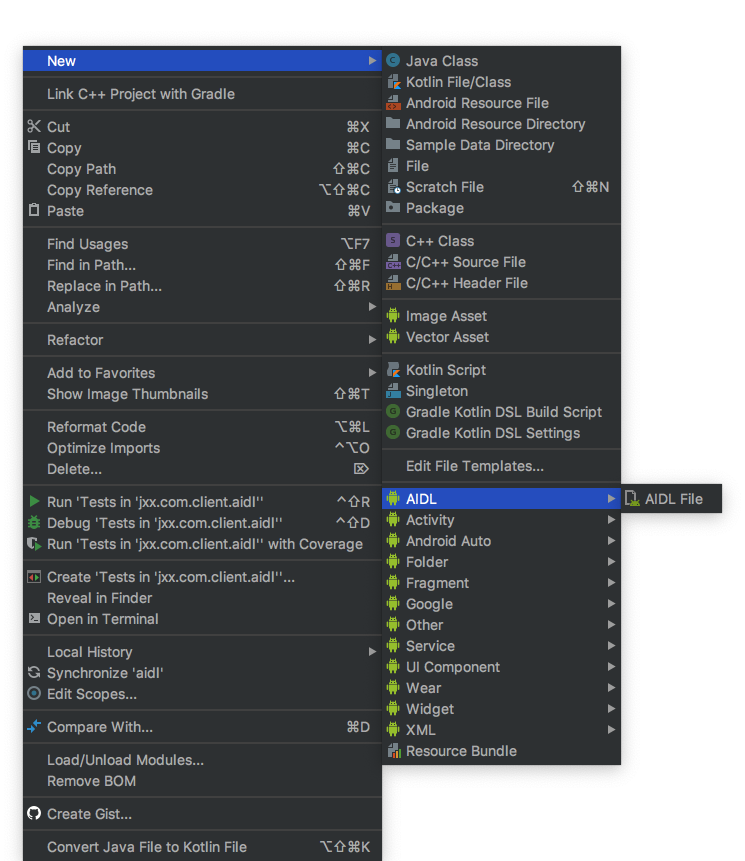 New
Link C++ Project with Gradle
Cut ⌘X
Copy ⌘C
Copy Path ⇧⌘C
Copy Reference ⌥⇧⌘C
Paste ⌘V
Find Usages ⌥F7
Find in Path... ⇧⌘F
Replace in Path... ⇧⌘R
Analyze
Refactor
Add to Favorites
Show Image Thumbnails ⇧⌘T
Reformat Code ⌥⌘L
Optimize Imports ^⌥O
Delete... ⌦
Run 'Tests in 'jxx.com.client.aidl'' ^⇧R
Debug 'Tests in 'jxx.com.client.aidl'' ^⇧D
Run 'Tests in 'jxx.com.client.aidl'' with Coverage
Create 'Tests in 'jxx.com.client.aidl''...
Reveal in Finder
Open in Terminal
Local History
Synchronize 'aidl'
Edit Scopes...
Compare With... ⌘D
Load/Unload Modules...
Remove BOM
Create Gist...
Convert Java File to Kotlin File ⌥⇧⌘K
Java Class
Kotlin File/Class
Android Resource File
Android Resource Directory
Sample Data Directory
File
Scratch File ⇧⌘N
Package
C++ Class
C/C++ Source File
C/C++ Header File
Image Asset
Vector Asset
Kotlin Script
Singleton
Gradle Kotlin DSL Build Script
Gradle Kotlin DSL Settings
Edit File Templates...
AIDL
Activity
Android Auto
Folder
Fragment
Google
Other
Service
UI Component
Wear
Widget
XML
Resource Bundle
AIDL File